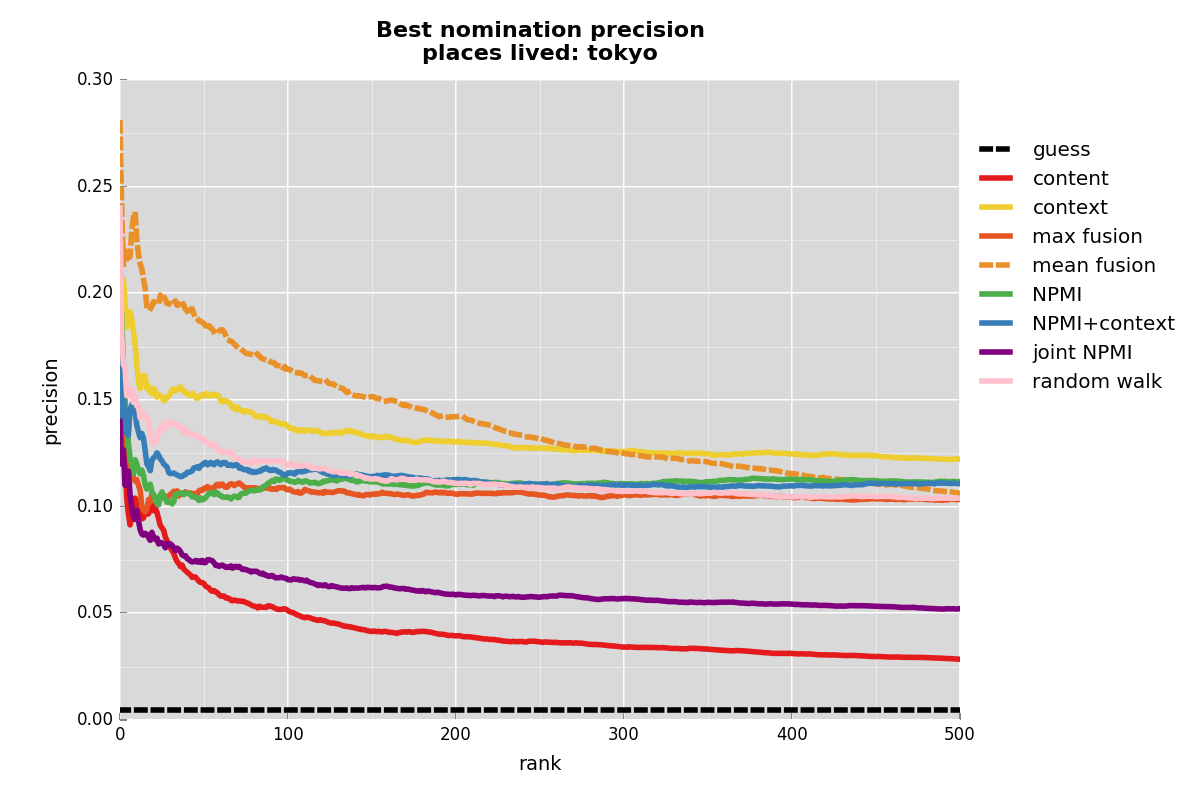 Best nomination precision
places lived: tokyo
0.30
0.25
0.20
0.15
0.10
0.05
0.00
precision
0 100 200 300 400 500
rank
guess
content
context
max fusion
mean fusion
NPMI
NPMI+context
joint NPMI
random walk